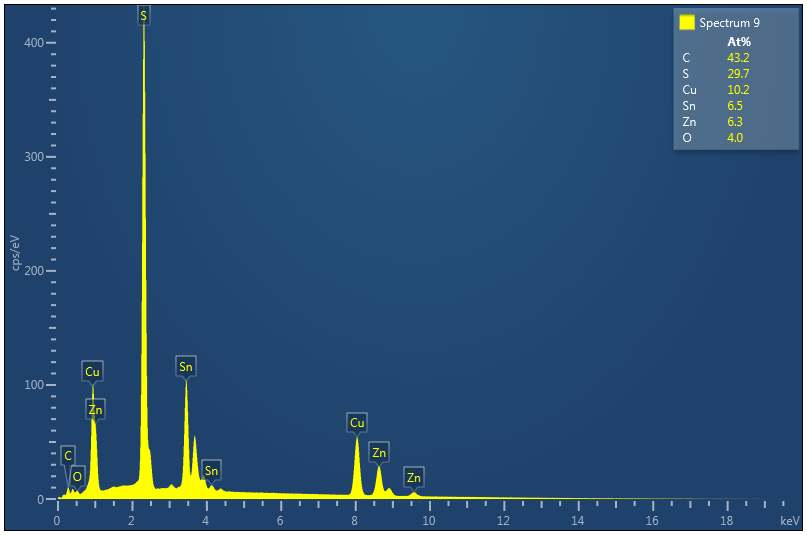 S
Spectrum 9
At%
C 43.2
S 29.7
Cu 10.2
Sn 6.5
Zn 6.3
O 4.0
400
300
200
100
0
cps/eV
Cu
Zn
C
O
Sn
Sn
Cu
Zn
Zn
0 2 4 6 8 10 12 14 16 18 keV